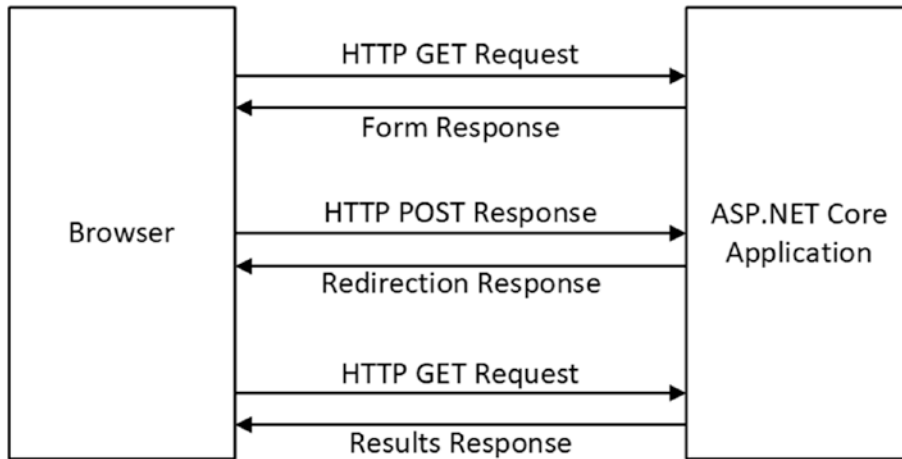 HTTP GET Request
Form Response
HTTP POST Response
Browser
ASP.NET Core
Application
Redirection Response
HTTP GET Request
Results Response